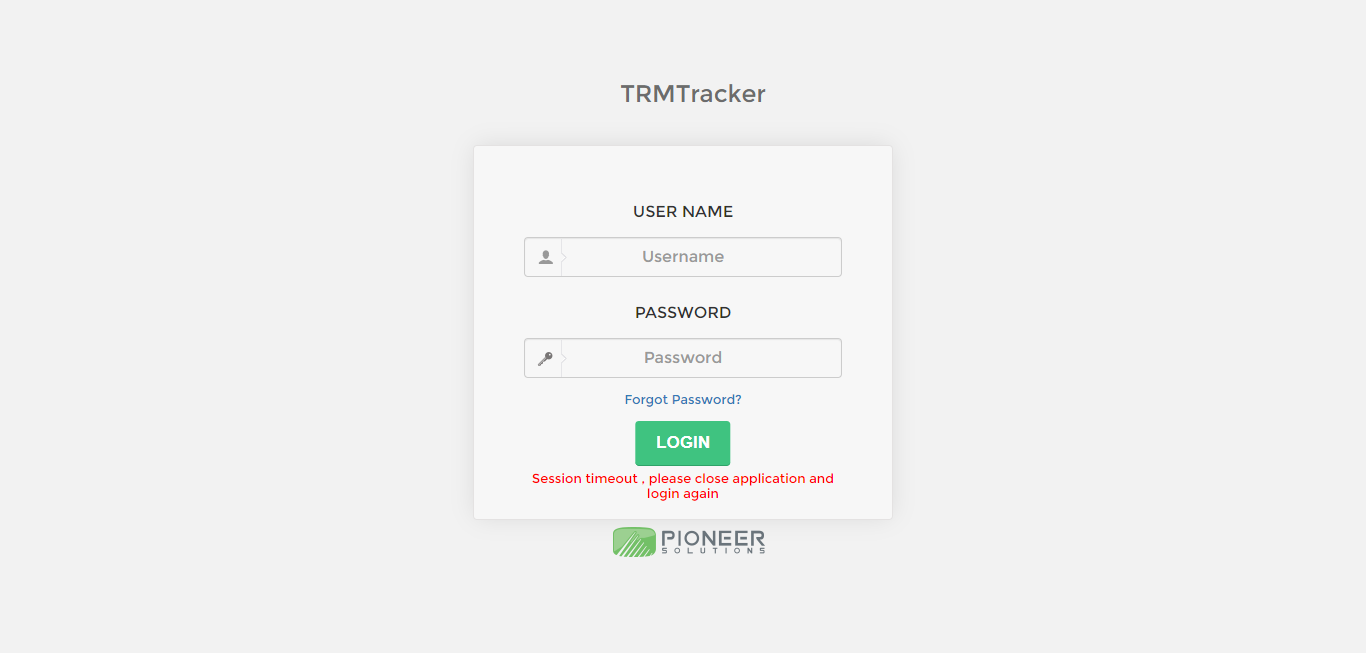 TRMTracker
USER NAME
Username
PASSWORD
Password
Forgot Password?
LOGIN
Session timeout , please close application and
login again
PIONEER
SOLUTIONS